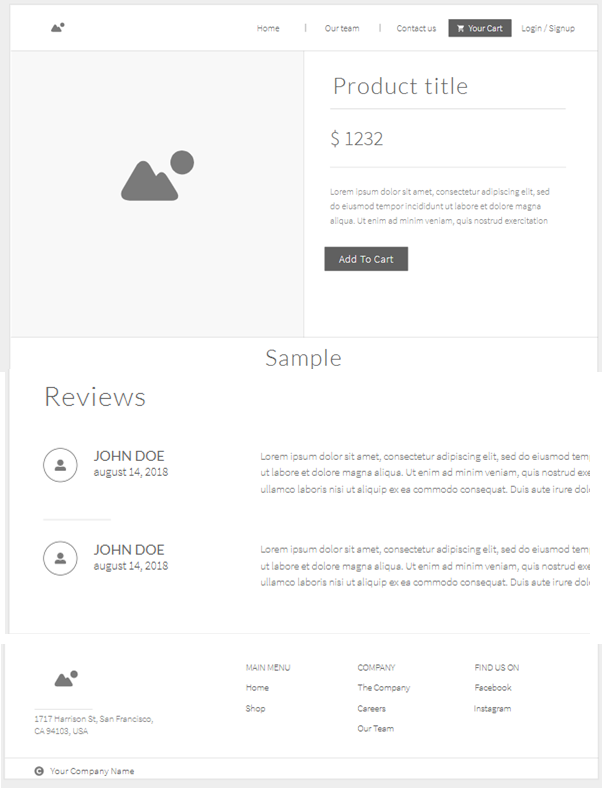 Home | Our team | Contact us Your Cart Login / Signup
Product title
$ 1232
Lorem ipsum dolor sit amet, consectetur adipiscing elit, sed
do eiusmod tempor incididunt ut labore et dolore magna
aliqua. Ut enim ad minim veniam, quis nostrud exercitation
Add To Cart
Sample
Reviews
JOHN DOE
august 14, 2018
Lorem ipsum dolor sit amet, consectetur adipiscing elit, sed do eiusmod tem
ut labore et dolore magna aliqua. Ut enim ad minim veniam, quis nostrud exe
ullamco laboris nisi ut aliquip ex ea commodo consequat. Duis aute irure dol
JOHN DOE
august 14, 2018
Lorem ipsum dolor sit amet, consectetur adipiscing elit, sed do eiusmod tem
ut labore et dolore magna aliqua. Ut enim ad minim veniam, quis nostrud exe
ullamco laboris nisi ut aliquip ex ea commodo consequat. Duis aute irure dol
1717 Harrison St, San Francisco,
CA 94103, USA
MAIN MENU
Home
Shop
COMPANY
The Company
Careers
Our Team
FIND US ON
Facebook
Instagram
© Your Company Name